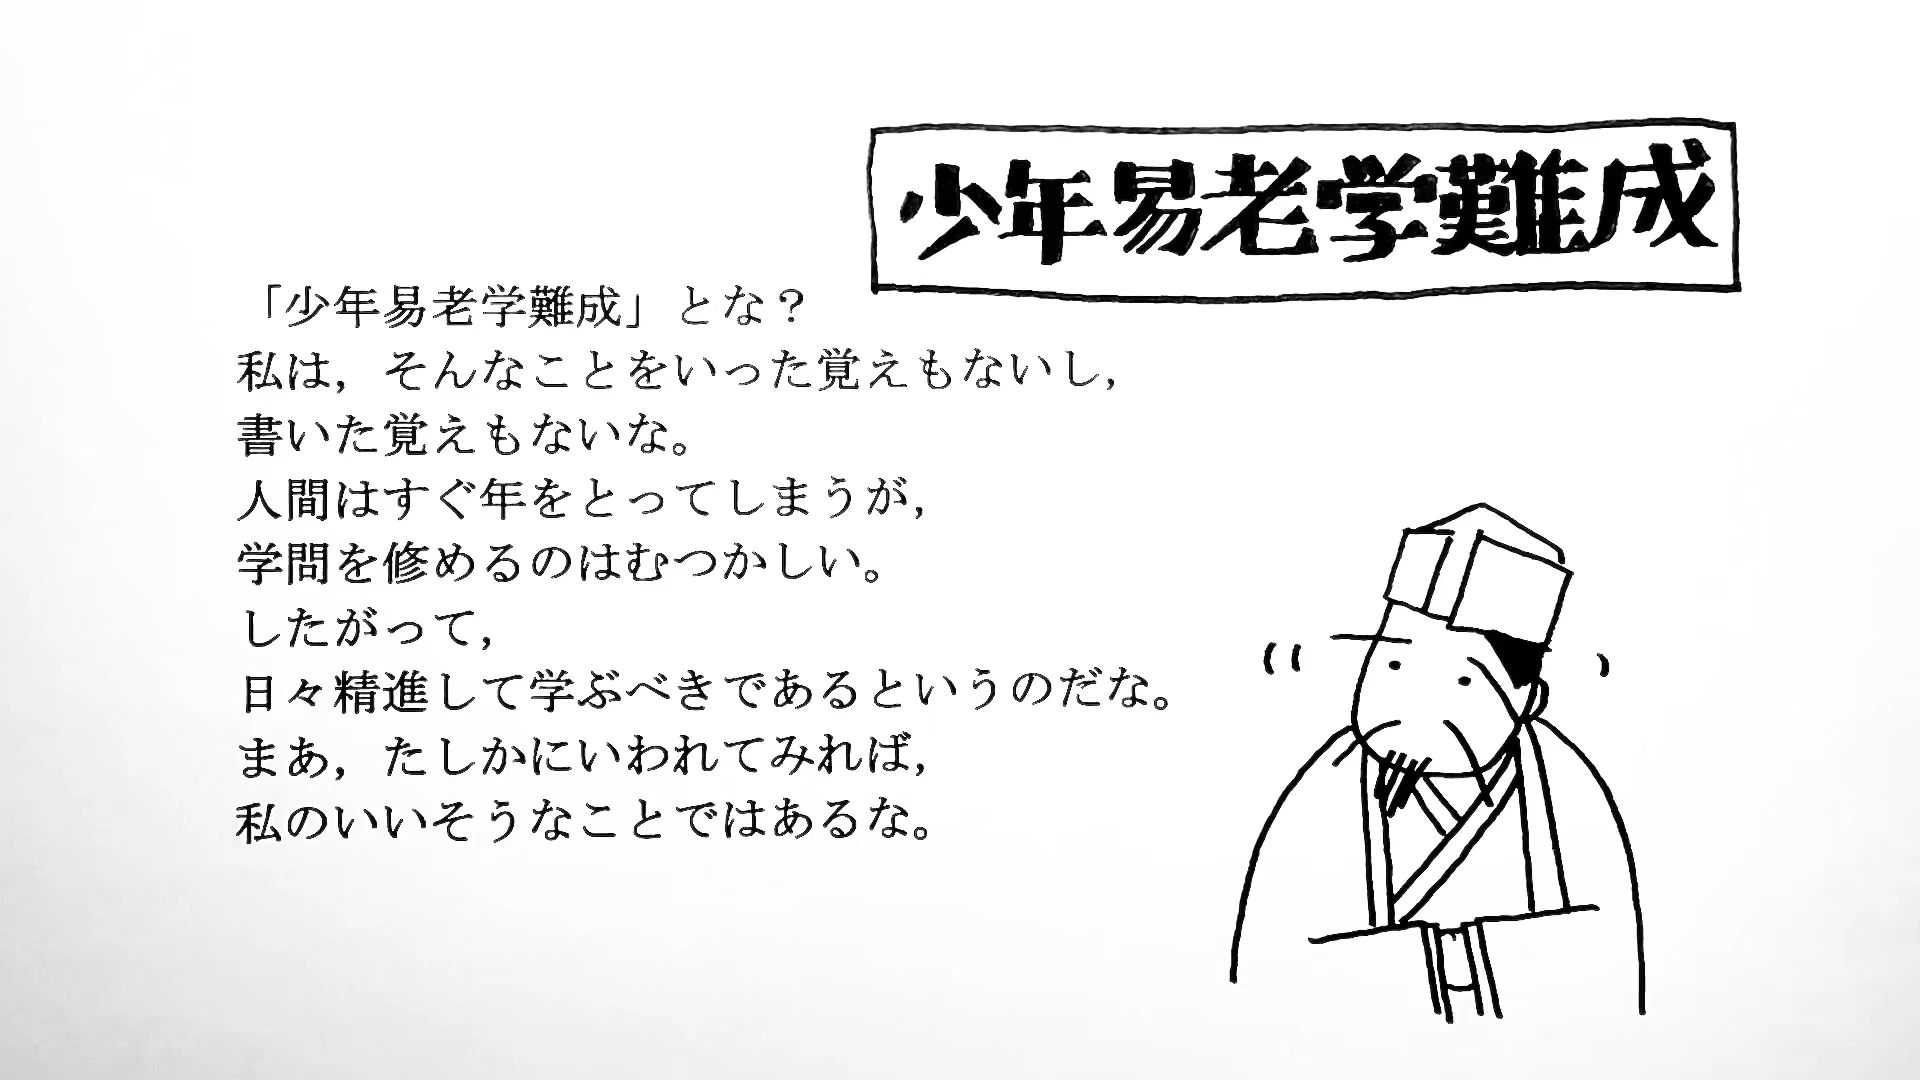 少年易老学難成
「少年易老学難成」とな？
私は，そんなことをいった覚えもないし，
書いた覚えもないな。
人間はすぐ年をとってしまうが，
学問を修めるのはむつかしい。
したがって，
日々精進して学ぶべきであるというのだな。
まあ，たしかにいわれてみれば，
私のいいそうなことではあるな。